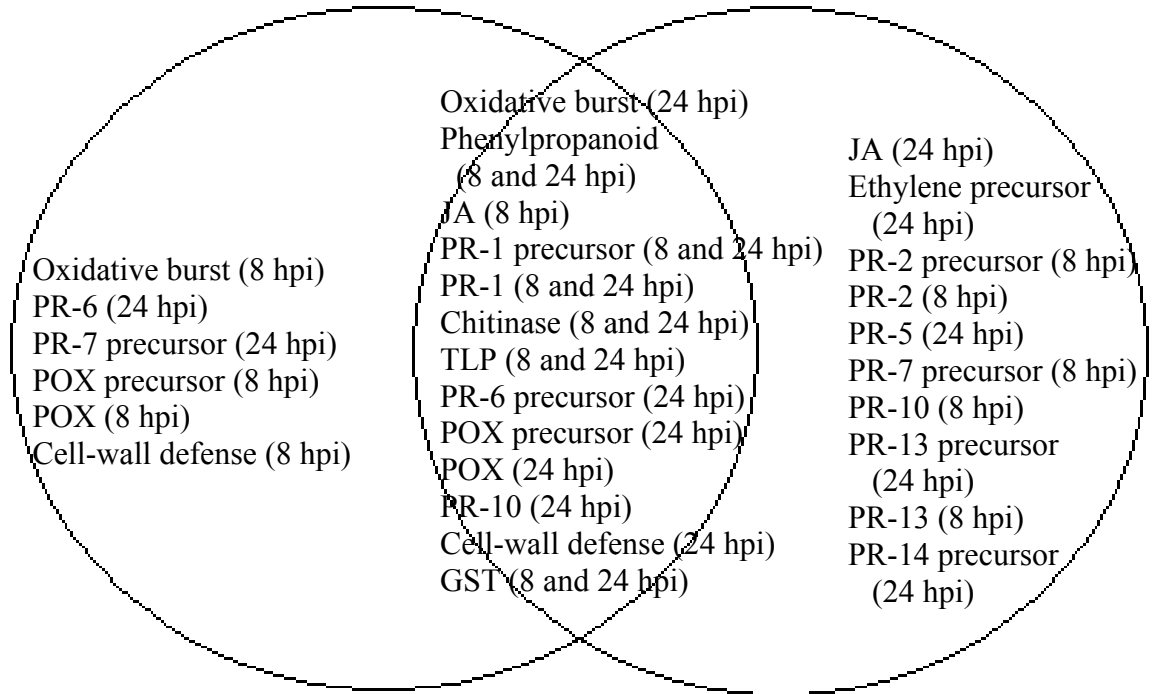 Oxidative burst (8 hpi)
PR-6 (24 hpi)
PR-7 precursor (24 hpi)
POX precursor (8 hpi)
POX (8 hpi)
Cell-wall defense (8 hpi)
Oxidative burst (24 hpi)
Phenylpropanoid
(8 and 24 hpi)
JA (8 hpi)
PR-1 precursor (8 and 24 hpi)
PR-1 (8 and 24 hpi)
Chitinase (8 and 24 hpi)
TLP (8 and 24 hpi)
PR-6 precursor (24 hpi)
POX precursor (24 hpi)
POX (24 hpi)
PR-10 (24 hpi)
Cell-wall defense (24 hpi)
GST (8 and 24 hpi)
JA (24 hpi)
Ethylene precursor
(24 hpi)
PR-2 precursor (8 hpi)
PR-2 (8 hpi)
PR-5 (24 hpi)
PR-7 precursor (8 hpi)
PR-10 (8 hpi)
PR-13 precursor
(24 hpi)
PR-13 (8 hpi)
PR-14 precursor
(24 hpi)